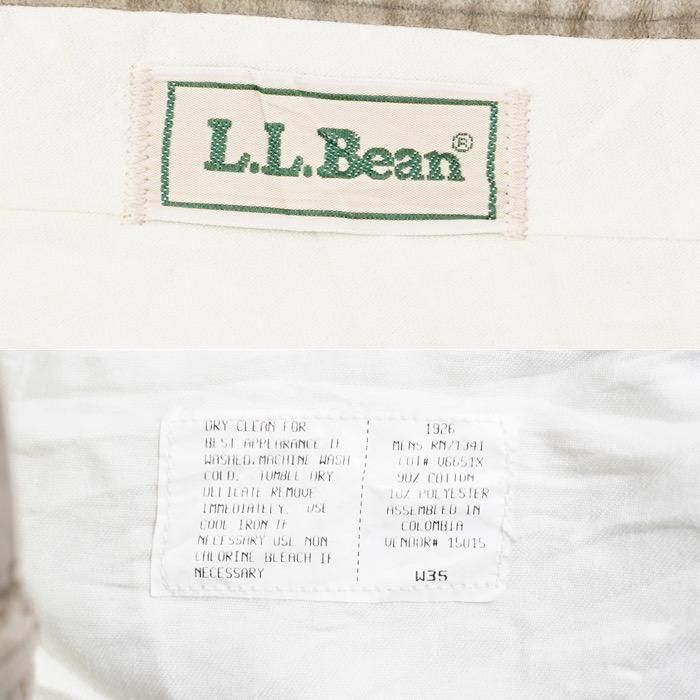 L.L.Bean®
DRY CLEAN FOR
BEST APPEARANCE IF
WASHED. MACHINE WASH
COLD. TUMBLE DRY
DELICATE REMOVE
IMMEDIATELY. USE
COOL IRON IF
NECESSARY USE NON
CHLORINE BLEACH IF
NECESSARY
1926
MENS RN71341
CUT# V6651X
90% COTTON
10% POLYESTER
ASSEMBLED IN
COLOMBIA
VENDOR# 15015
W35